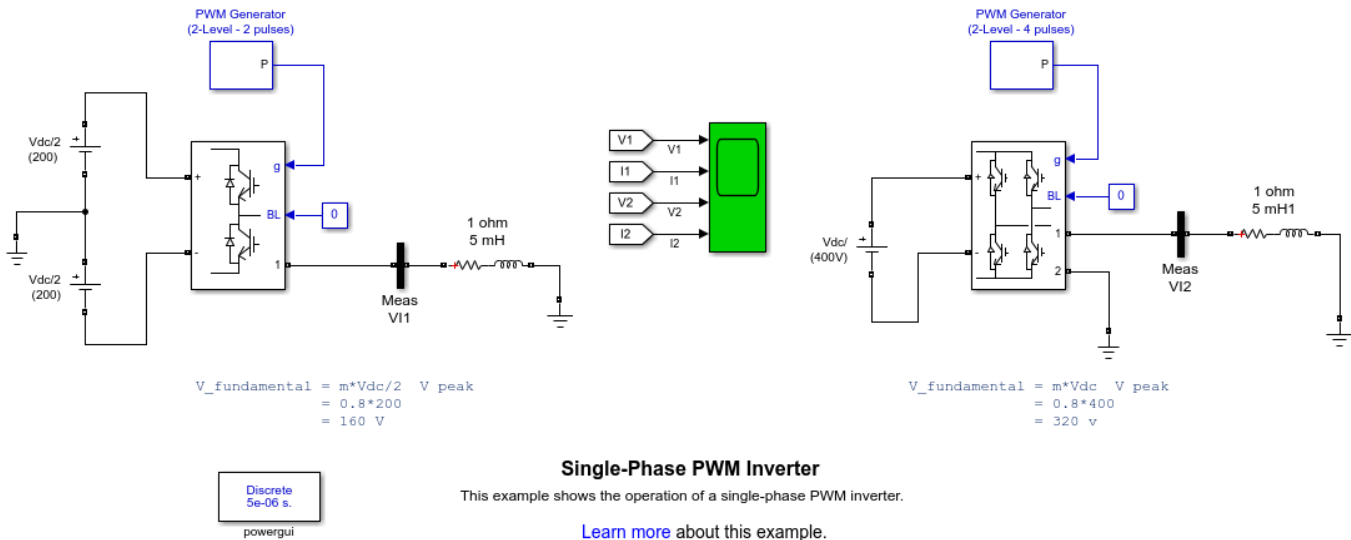 PWM Generator
(2-Level - 2 pulses)
P
Vdc/2
(200)
+
+
g
BL
0
-
1
Vdc/2
(200)
+
1 ohm
5 mH
+
Meas
VI1
V1
V1
I1
I1
V2
V2
I2
I2
PWM Generator
(2-Level - 4 pulses)
P
Vdc/
(400V)
+
+
g
BL
0
-
1
2
1 ohm
5 mH1
+
Meas
VI2
V_fundamental = m*Vdc/2 V peak
= 0.8*200
= 160 V
V_fundamental = m*Vdc V peak
= 0.8*400
= 320 v
Discrete
5e-06 s.
powergui
Single-Phase PWM Inverter
This example shows the operation of a single-phase PWM inverter.
Learn more about this example.